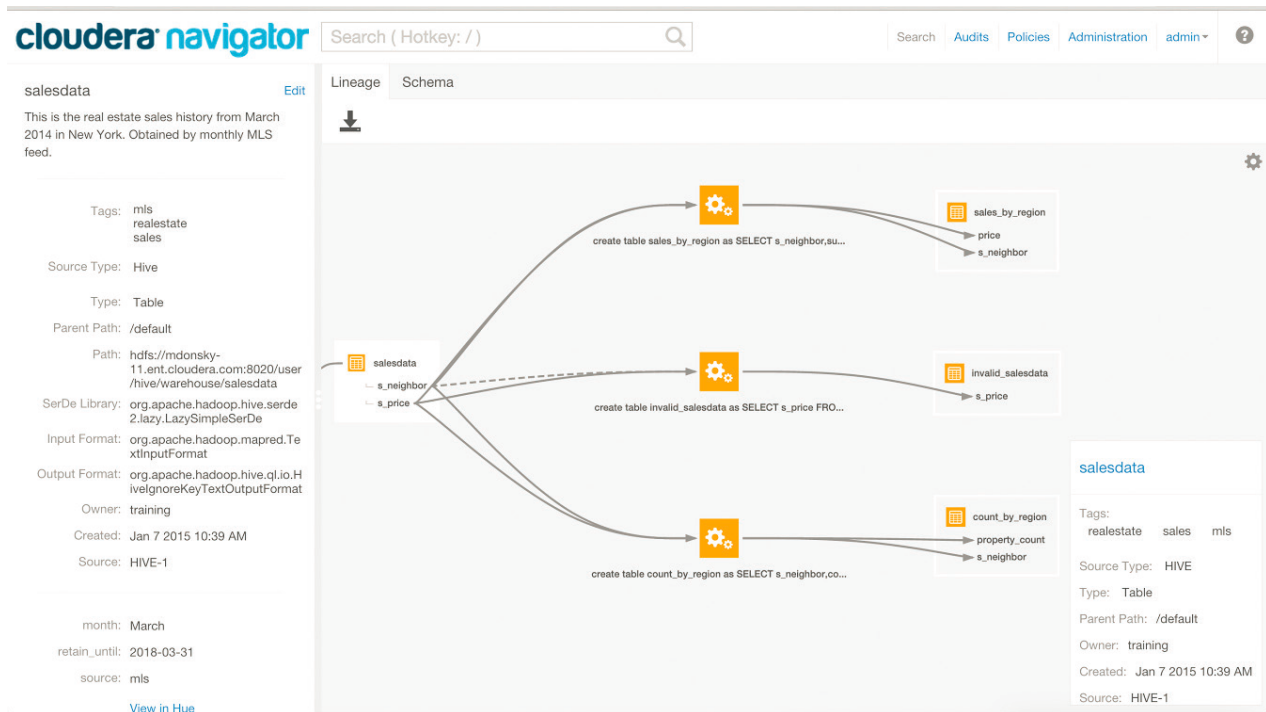 cloudera navigator
Search ( Hotkey: / )
Search Audits Policies Administration admin ?
salesdata Edit
This is the real estate sales history from March
2014 in New York. Obtained by monthly MLS
feed.
Tags: mls
realestate
sales
Source Type: Hive
Type: Table
Parent Path: /default
Path: hdfs://mdonsky-
11.ent.cloudera.com:8020/user
/hive/warehouse/salesdata
SerDe Library: org.apache.hadoop.hive.serde
2.lazy.LazySimpleSerDe
Input Format: org.apache.hadoop.mapred.Te
xtInputFormat
Output Format: org.apache.hadoop.hive.ql.io.H
iveIgnoreKeyTextOutputFormat
Owner: training
Created: Jan 7 2015 10:39 AM
Source: HIVE-1
month: March
retain_until: 2018-03-31
source: mls
View in Hue
Lineage Schema
salesdata
s_neighbor
s_price
create table sales_by_region as SELECT s_neighbor,su...
sales_by_region
price
s_neighbor
create table invalid_salesdata as SELECT s_price FRO...
invalid_salesdata
s_price
create table count_by_region as SELECT s_neighbor,co...
count_by_region
property_count
s_neighbor
salesdata
Tags:
realestate sales mls
Source Type: HIVE
Type: Table
Parent Path: /default
Owner: training
Created: Jan 7 2015 10:39 AM
Source: HIVE-1